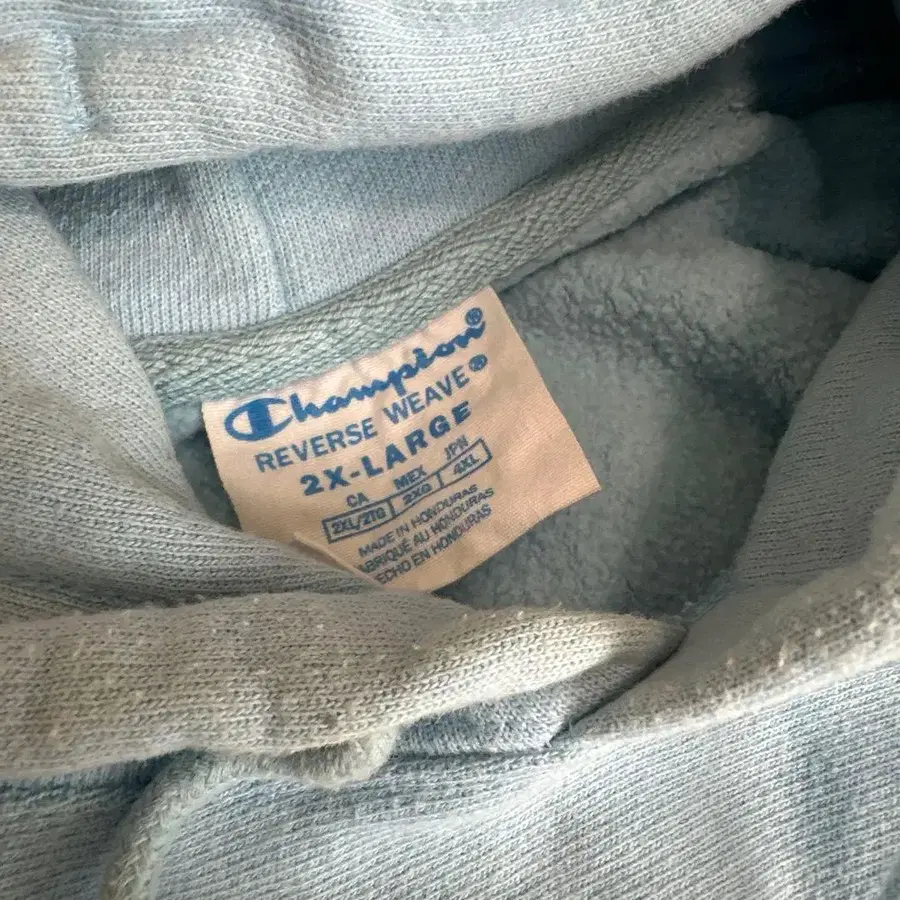 Champion®
REVERSE WEAVE®
2X-LARGE
CA MEX JPN
2XL/2TG 2XG 4XL
MADE IN HONDURAS
FABRIQUÉ AU HONDURAS
HECHO EN HONDURAS